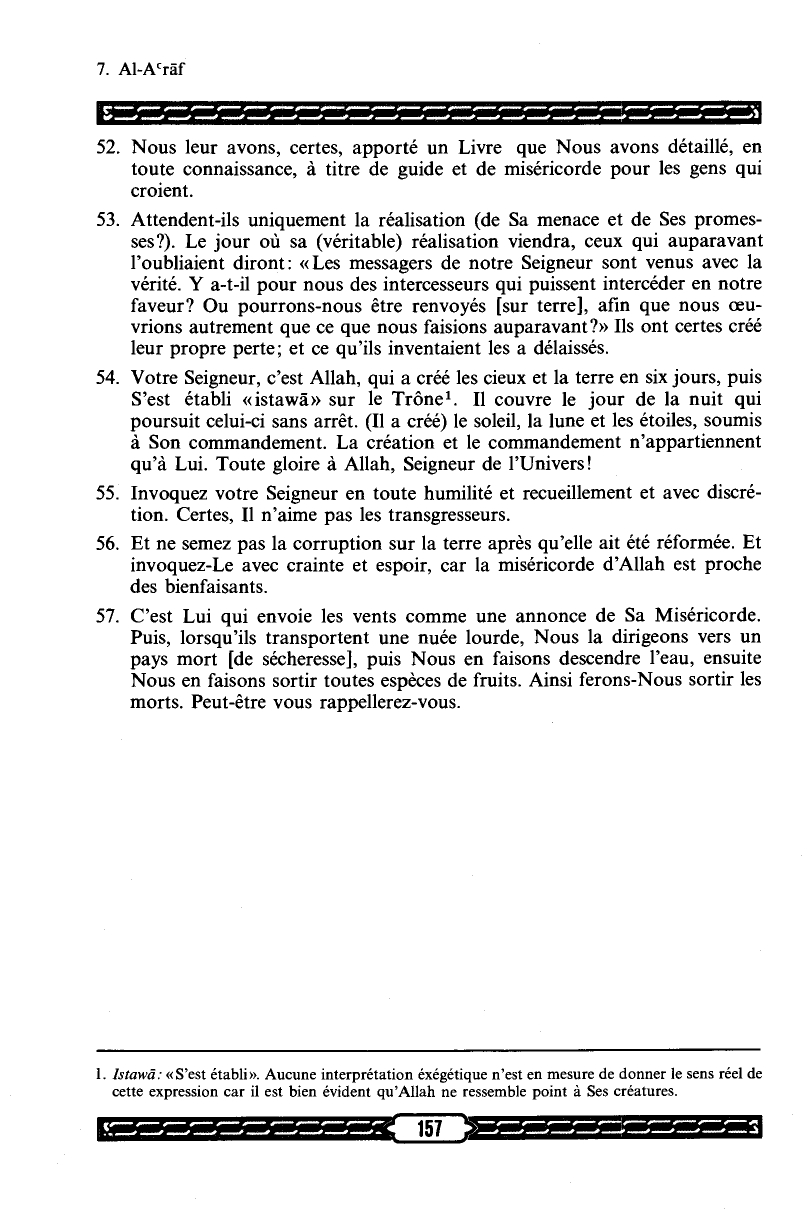 7. Al-Aᶜrāf
52. Nous leur avons, certes, apporté un Livre que Nous avons détaillé, en
toute connaissance, à titre de guide et de miséricorde pour les gens qui
croient.
53. Attendent-ils uniquement la réalisation (de Sa menace et de Ses promes-
ses?). Le jour où sa (véritable) réalisation viendra, ceux qui auparavant
l'oubliaient diront: «Les messagers de notre Seigneur sont venus avec la
vérité. Y a-t-il pour nous des intercesseurs qui puissent intercéder en notre
faveur? Ou pourrons-nous être renvoyés [sur terre], afin que nous œu-
vrions autrement que ce que nous faisions auparavant?» Ils ont certes créé
leur propre perte; et ce qu'ils inventaient les a délaissés.
54. Votre Seigneur, c'est Allah, qui a créé les cieux et la terre en six jours, puis
S'est établi «istawā» sur le Trône¹. Il couvre le jour de la nuit qui
poursuit celui-ci sans arrêt. (Il a créé) le soleil, la lune et les étoiles, soumis
à Son commandement. La création et le commandement n'appartiennent
qu'à Lui. Toute gloire à Allah, Seigneur de l'Univers!
55. Invoquez votre Seigneur en toute humilité et recueillement et avec discré-
tion. Certes, Il n'aime pas les transgresseurs.
56. Et ne semez pas la corruption sur la terre après qu'elle ait été réformée. Et
invoquez-Le avec crainte et espoir, car la miséricorde d'Allah est proche
des bienfaisants.
57. C'est Lui qui envoie les vents comme une annonce de Sa Miséricorde.
Puis, lorsqu'ils transportent une nuée lourde, Nous la dirigeons vers un
pays mort [de sécheresse], puis Nous en faisons descendre l'eau, ensuite
Nous en faisons sortir toutes espèces de fruits. Ainsi ferons-Nous sortir les
morts. Peut-être vous rappellerez-vous.
1. Istawā: «S'est établi». Aucune interprétation éxégétique n'est en mesure de donner le sens réel de
cette expression car il est bien évident qu'Allah ne ressemble point à Ses créatures.
157